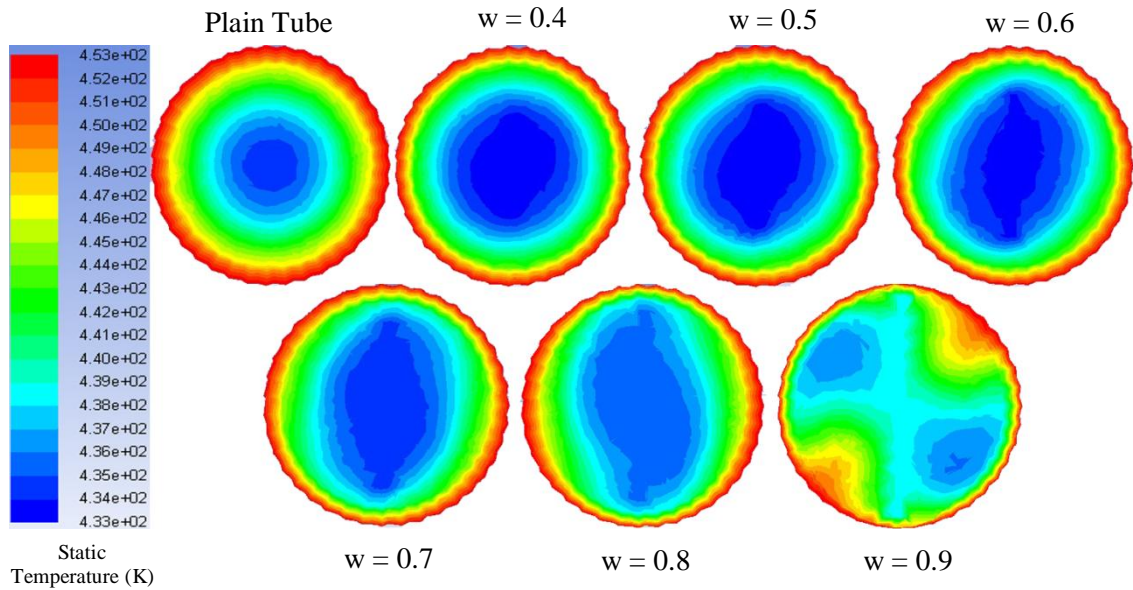 Plain Tube
w = 0.4
w = 0.5
w = 0.6
4.53e+02
4.52e+02
4.51e+02
4.50e+02
4.49e+02
4.48e+02
4.47e+02
4.46e+02
4.45e+02
4.44e+02
4.43e+02
4.42e+02
4.41e+02
4.40e+02
4.39e+02
4.38e+02
4.37e+02
4.36e+02
4.35e+02
4.34e+02
4.33e+02
Static
Temperature (K)
w = 0.7
w = 0.8
w = 0.9